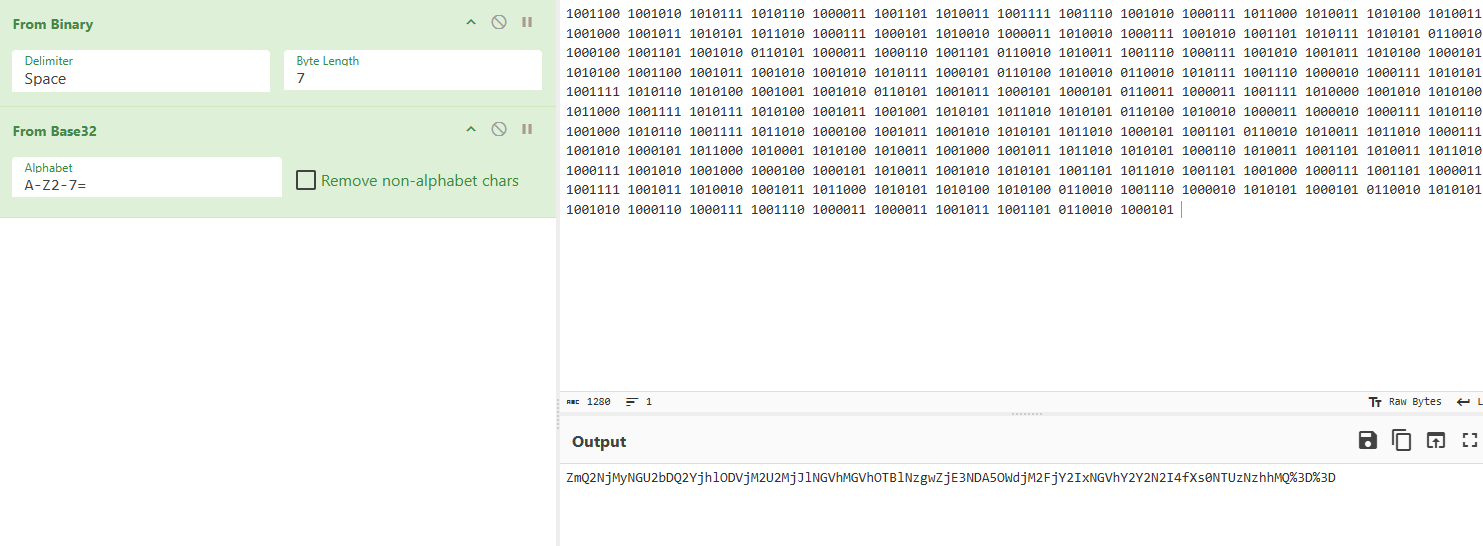 From Binary
Delimiter
Space
Byte Length
7
From Base32
Alphabet
A-Z2-7=
Remove non-alphabet chars
1001100 1001010 1010111 1010110 1000011 1001101 1010011 1001111 1001110 1001010 1000111 1011000 1010011 1010100 1010011
1001000 1001011 1010101 1011010 1000111 1000101 1010010 1000011 1010010 1000111 1001010 1001101 1010111 1010101 0110010
1000100 1001101 1001010 0110101 1000011 1000110 1001101 0110010 1010011 1001110 1000111 1001010 1001011 1010100 1000101
1010100 1001100 1001011 1001010 1001010 1010111 1000101 0110100 1010010 0110010 1010111 1001110 1000010 1000111 1010101
1001111 1010110 1010100 1001001 1001010 0110101 1001011 1000101 1000101 0110011 1000011 1001111 1010000 1001010 1010100
1011000 1001111 1010111 1010100 1001011 1001001 1010101 1011010 1010101 0110100 1010010 1000011 1000010 1000111 1010110
1001000 1010110 1001111 1011010 1000100 1001011 1001010 1010101 1011010 1000101 1001101 0110010 1010011 1011010 1000111
1001010 1000101 1011000 1010001 1010100 1010011 1001000 1001011 1011010 1010101 1000110 1010011 1001101 1010011 1011010
1000111 1001010 1001000 1000100 1000101 1010011 1001010 1010101 1001101 1011010 1001101 1001000 1000111 1001101 1000011
1001111 1001011 1010010 1001011 1011000 1010101 1010100 1010100 0110010 1001110 1000010 1010101 1000101 0110010 1010101
1001010 1000110 1000111 1001110 1000011 1000011 1001011 1001101 0110010 1000101
ABC 1280
1
Raw Bytes
L
Output
ZmQ2NjMyNGU2bDQ2YjhlODVjM2U2MjJlNGVhMGVhOTBlNzgwZjE3NDA5OWdjM2FjY2IxNGVhY2Y2N2I4fXs0NTUzNzhhMQ%3D%3D